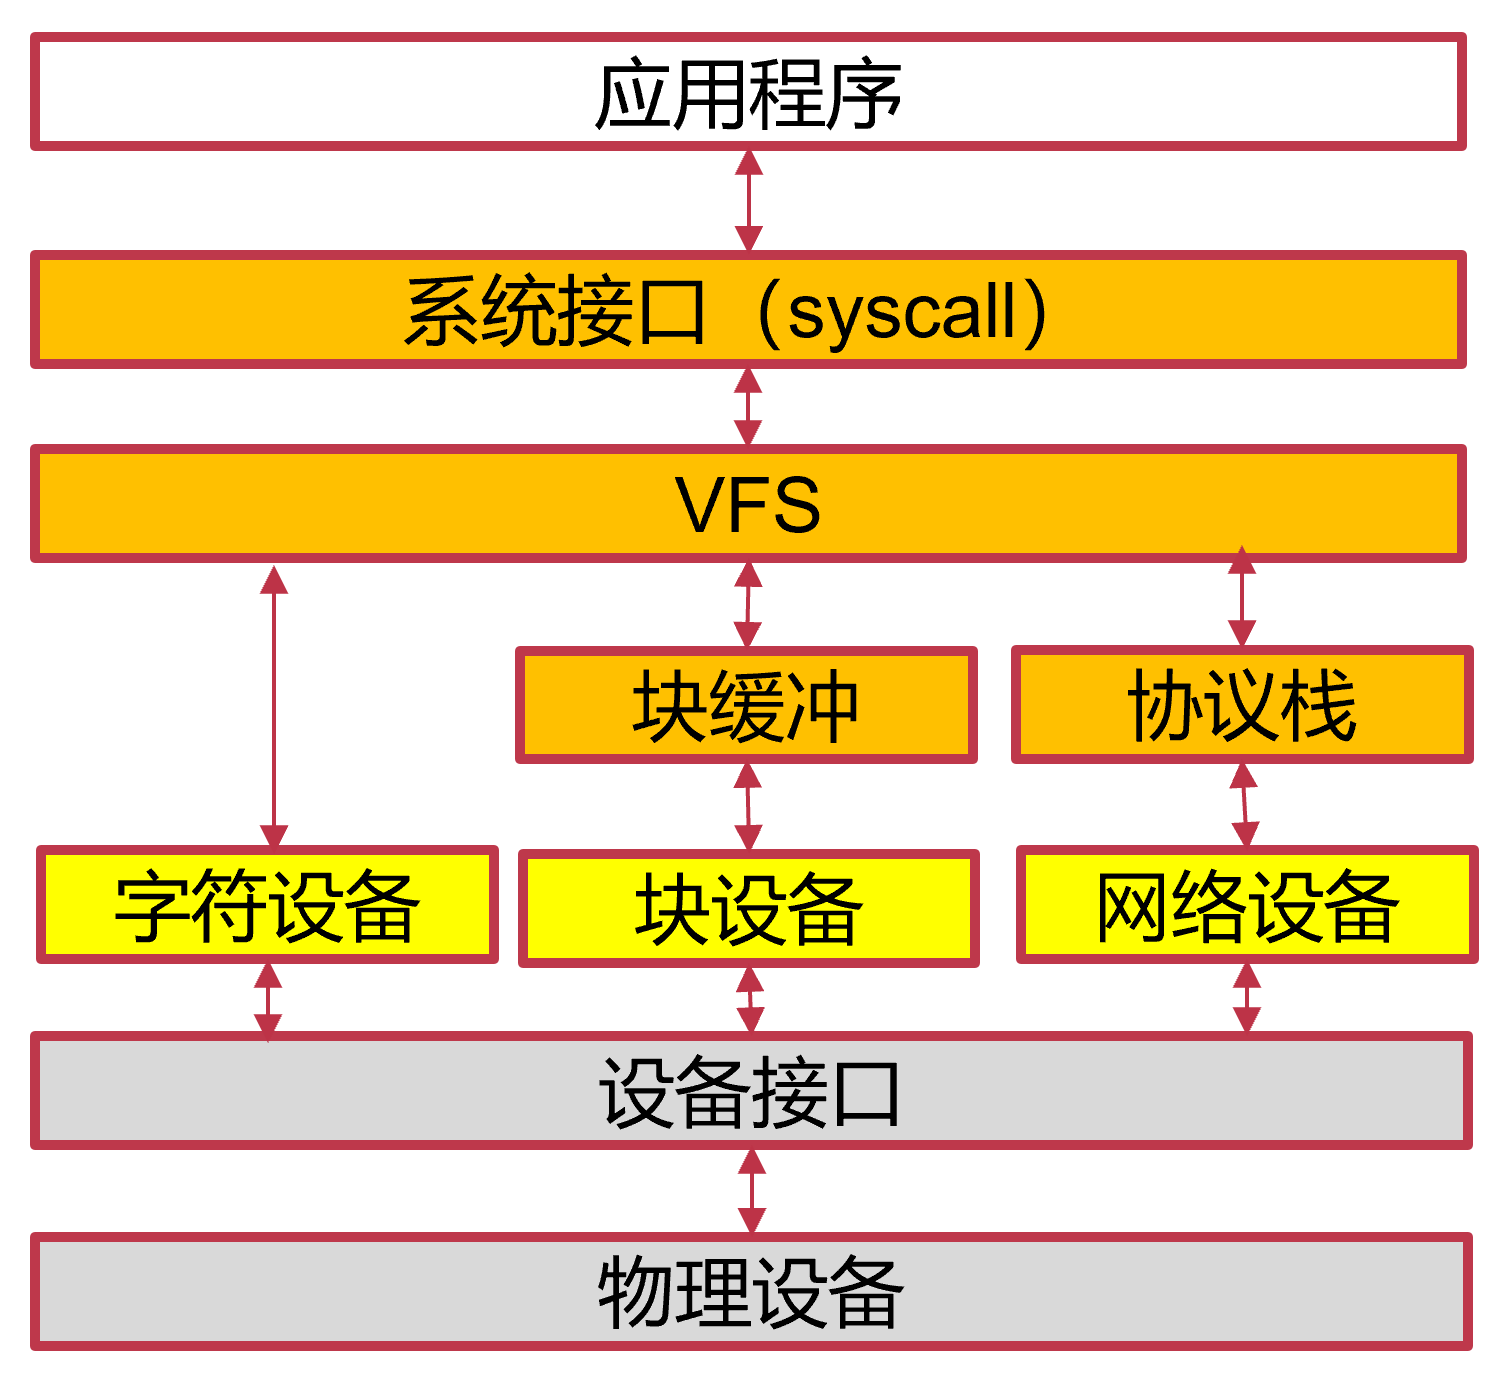 应用程序
系统接口（syscall）
VFS
块缓冲
协议栈
字符设备
块设备
网络设备
设备接口
物理设备